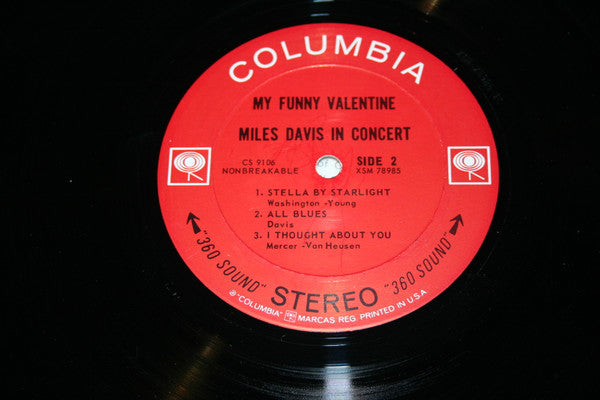 COLUMBIA
MY FUNNY VALENTINE
MILES DAVIS IN CONCERT
CS 9106
NONBREAKABLE
SIDE 2
XSM 78985
1. STELLA BY STARLIGHT
Washington -Young
2. ALL BLUES
Davis
3. I THOUGHT ABOUT YOU
Mercer -Van Heusen
"360 SOUND" STEREO "360 SOUND"
® "COLUMBIA" MARCAS REG. PRINTED IN U.S.A.